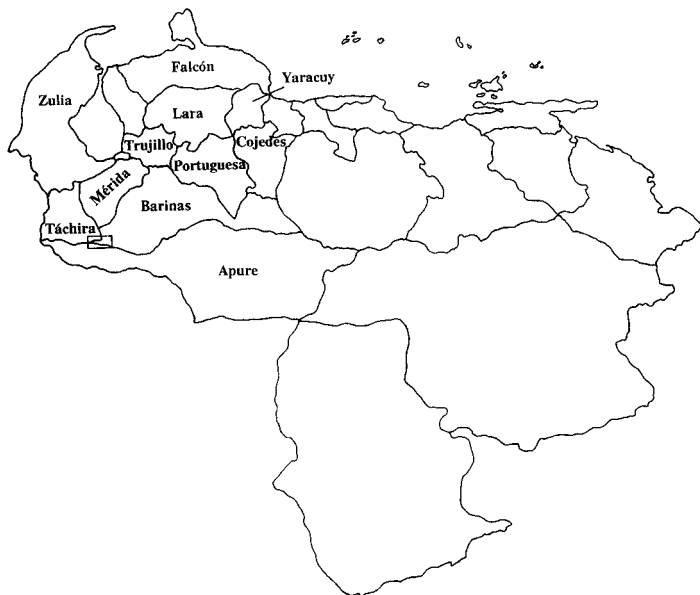 Falcón
Yaracuy
Zulia
Lara
Trujillo
Cojedes
Portuguesa
Mérida
Barinas
Táchira
Apure